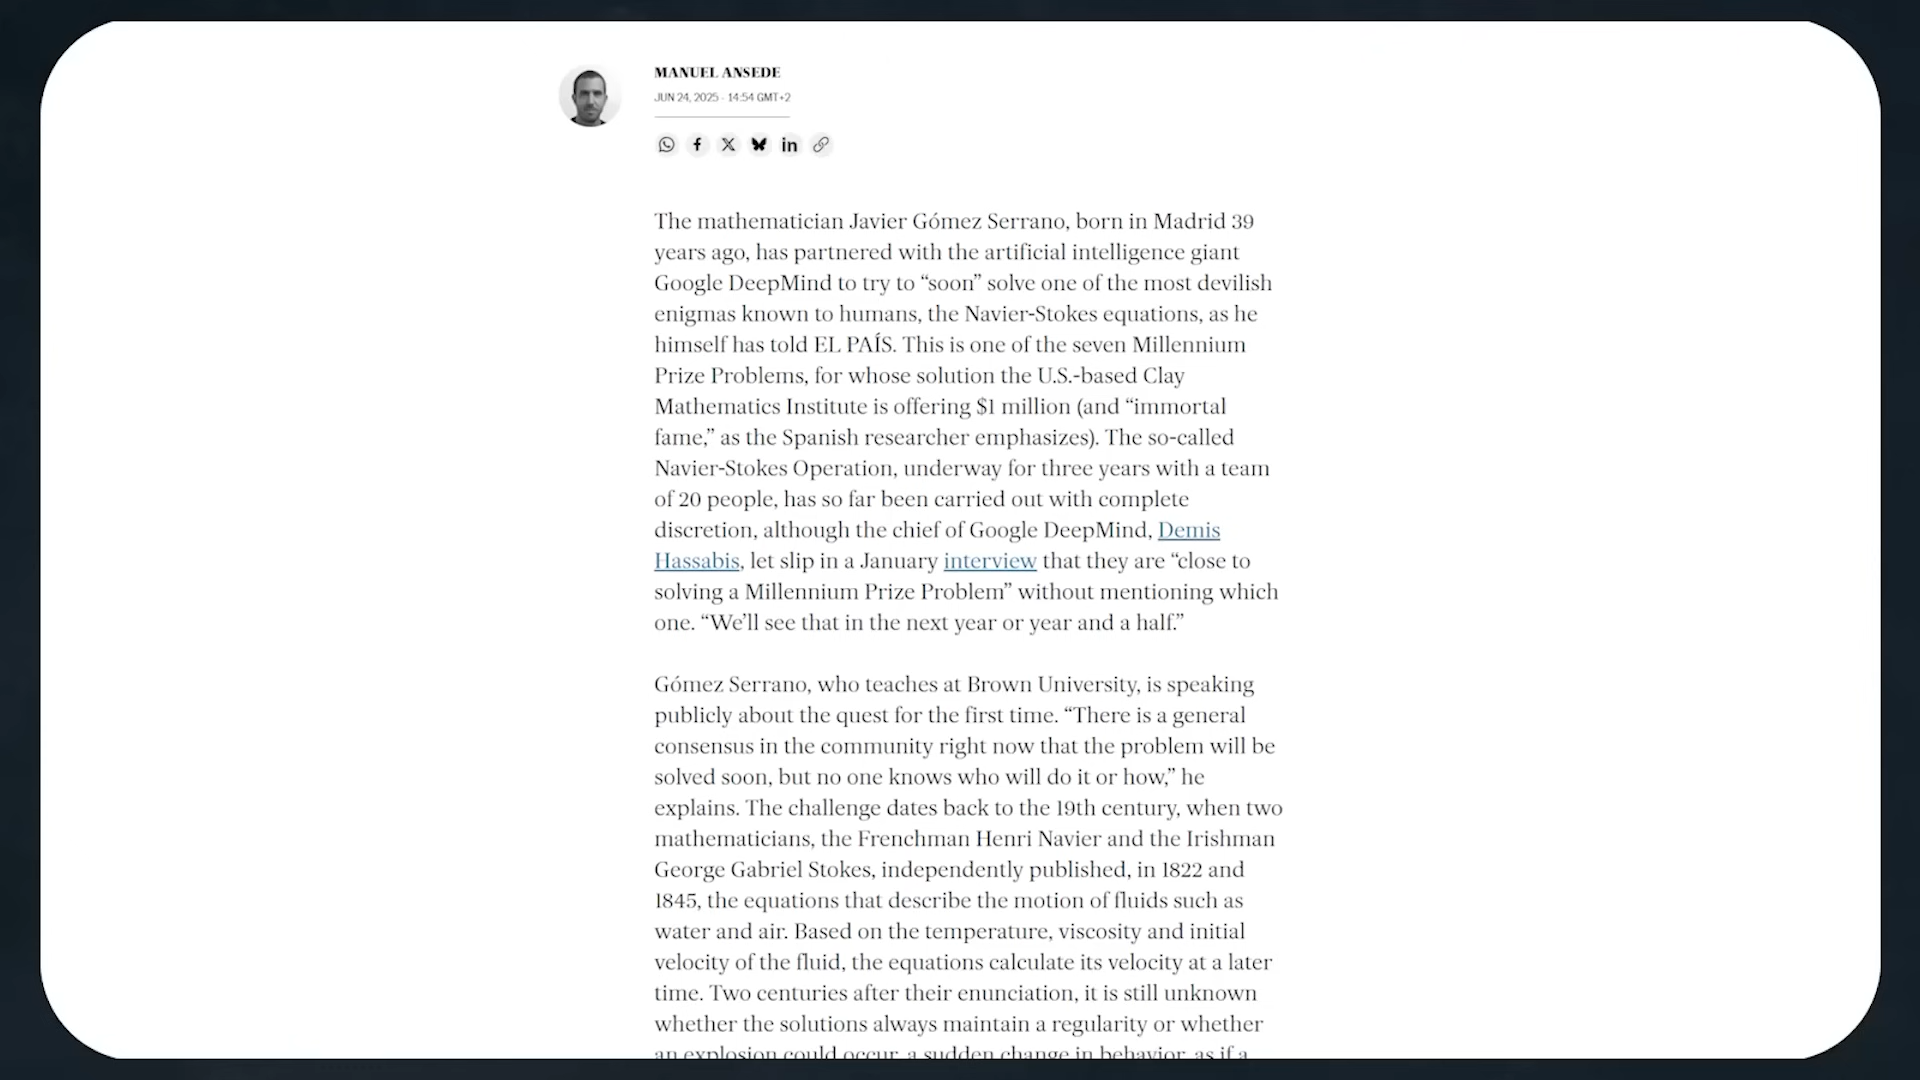 MANUEL ANSEDE
JUN 24, 2025 - 14:54 GMT+2
The mathematician Javier Gómez Serrano, born in Madrid 39
years ago, has partnered with the artificial intelligence giant
Google DeepMind to try to “soon” solve one of the most devilish
enigmas known to humans, the Navier-Stokes equations, as he
himself has told EL PAÍS. This is one of the seven Millennium
Prize Problems, for whose solution the U.S.-based Clay
Mathematics Institute is offering $1 million (and “immortal
fame,” as the Spanish researcher emphasizes). The so-called
Navier-Stokes Operation, underway for three years with a team
of 20 people, has so far been carried out with complete
discretion, although the chief of Google DeepMind, Demis
Hassabis, let slip in a January interview that they are “close to
solving a Millennium Prize Problem” without mentioning which
one. “We’ll see that in the next year or year and a half.”
Gómez Serrano, who teaches at Brown University, is speaking
publicly about the quest for the first time. “There is a general
consensus in the community right now that the problem will be
solved soon, but no one knows who will do it or how,” he
explains. The challenge dates back to the 19th century, when two
mathematicians, the Frenchman Henri Navier and the Irishman
George Gabriel Stokes, independently published, in 1822 and
1845, the equations that describe the motion of fluids such as
water and air. Based on the temperature, viscosity and initial
velocity of the fluid, the equations calculate its velocity at a later
time. Two centuries after their enunciation, it is still unknown
whether the solutions always maintain a regularity or whether
an explosion could occur, a sudden change in behavior, as if a